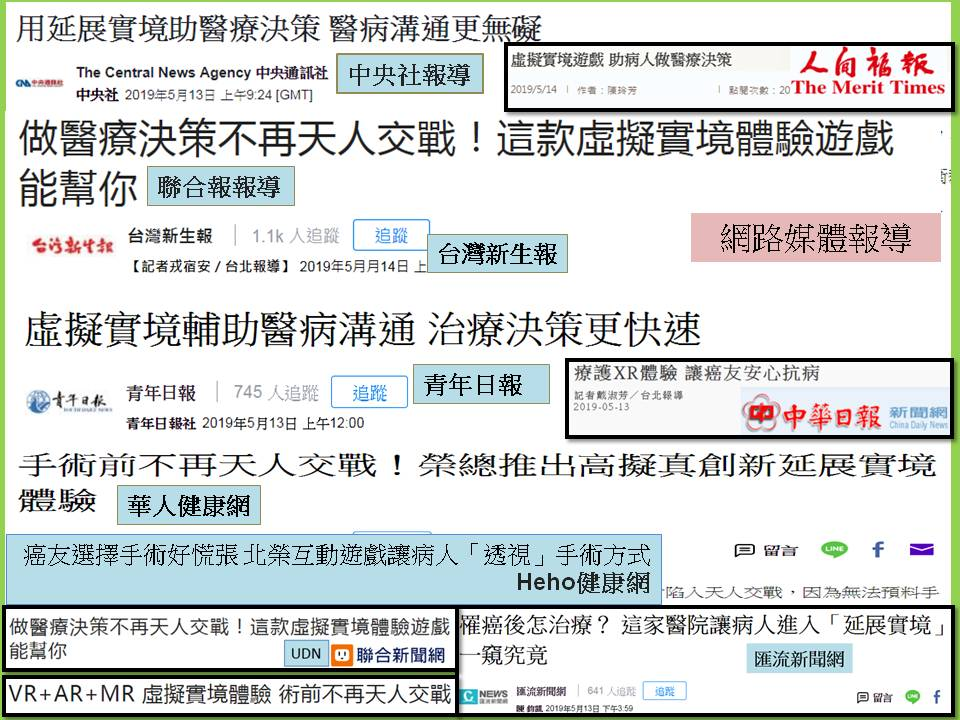 用延展實境助醫療決策 醫病溝通更無礙
The Central News Agency 中央通訊社
中央社 2019年5月13日 上午9:24 [GMT]
中央社報導
虛擬實境遊戲 助病人做醫療決策
人間福報
The Merit Times
2019/5/14 | 作者：陳玲芳 | 點閱次數：20
做醫療決策不再天人交戰！這款虛擬實境體驗遊戲
能幫你
聯合報報導
台灣新生報
台灣新生報 | 1.1k 人追蹤 追蹤
【記者戎宿安 / 台北報導】 2019年5月月14日 上
台灣新生報
網路媒體報導
虛擬實境輔助醫病溝通 治療決策更快速
青年日報
青年日報 | 745 人追蹤 追蹤
青年日報社 2019年5月13日 上午12:00
青年日報
療護XR體驗 讓癌友安心抗病
記者戴淑芳／台北報導
2019-05-13
中華日報 新聞網
China Daily News
手術前不再天人交戰！榮總推出高擬真創新延展實境
體驗
華人健康網
癌友選擇手術好慌張 北榮互動遊戲讓病人「透視」手術方式
Heho健康網
留言 LINE f
陷入天人交戰，因為無法預料手
做醫療決策不再天人交戰！這款虛擬實境體驗遊戲
能幫你
UDN
聯合新聞網
VR+AR+MR 虛擬實境體驗 術前不再天人交戰
罹癌後怎治療？ 這家醫院讓病人進入「延展實境」
一窺究竟
匯流新聞網
C NEWS 匯流新聞網
匯流新聞網 | 641 人追蹤 追蹤
2019年5月13日 下午3:59
留言 LINE f